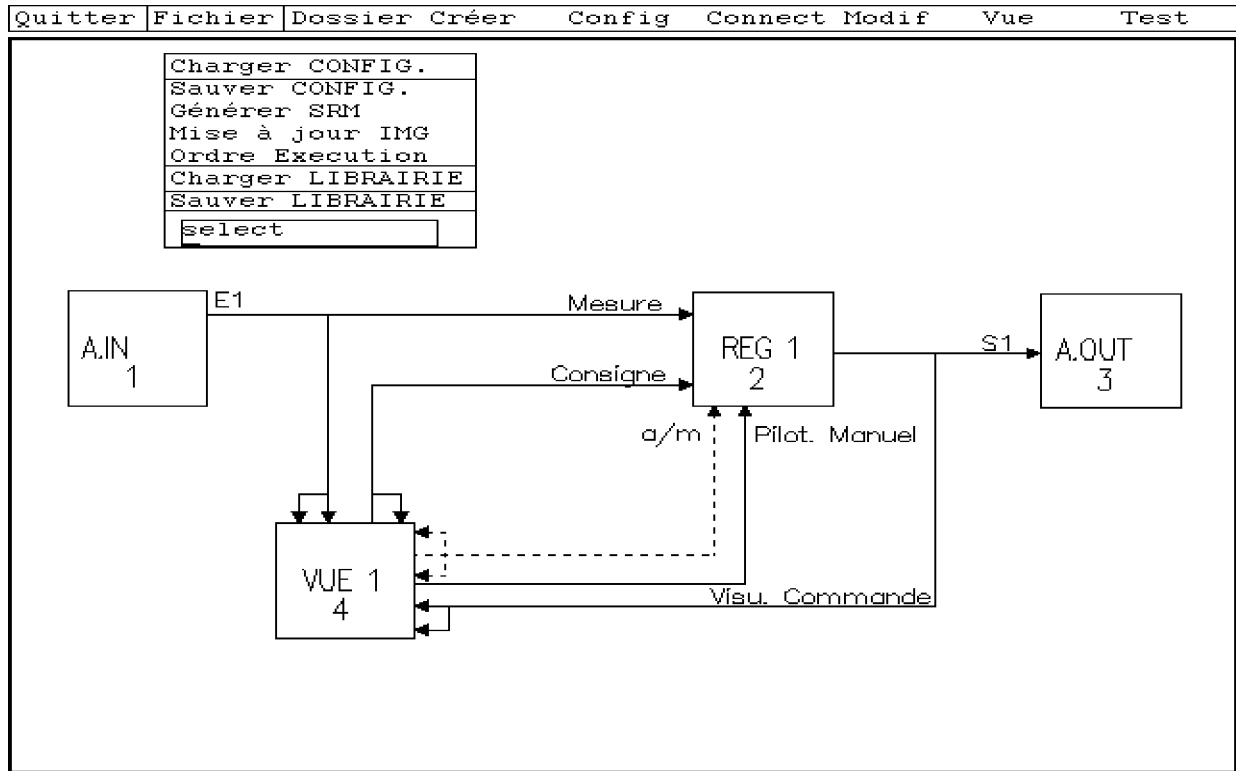 Quitter Fichier Dossier Créer Config Connect Modif Vue Test
Charger CONFIG.
Sauver CONFIG.
Générer SRM
Mise à jour IMG
Ordre Execution
Charger LIBRAIRIE
Sauver LIBRAIRIE
select
E1
Mesure
A.IN
1
REG 1
2
S1
A.OUT
3
Consigne
a/m
Pilot. Manuel
VUE 1
4
Visu. Commande